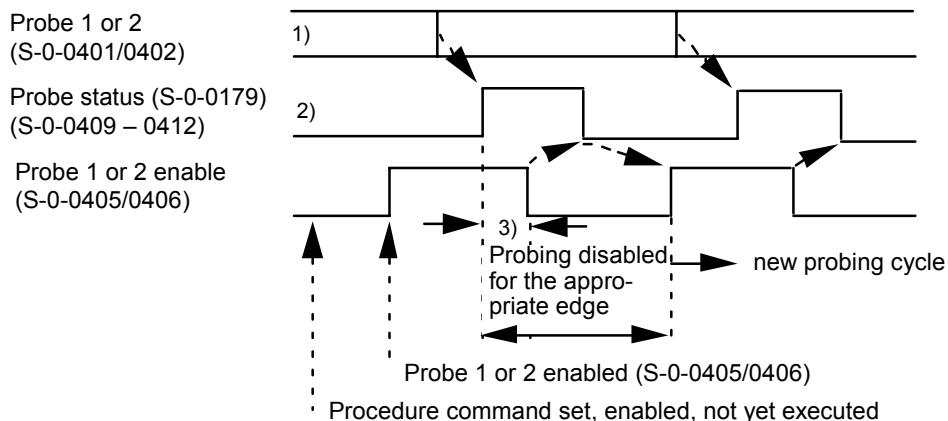 Probe 1 or 2
(S-0-0401/0402)
1)
Probe status (S-0-0179)
(S-0-0409 – 0412)
2)
Probe 1 or 2 enable
(S-0-0405/0406)
3)
Probing disabled
for the appro-
priate edge
new probing cycle
Probe 1 or 2 enabled (S-0-0405/0406)
Procedure command set, enabled, not yet executed